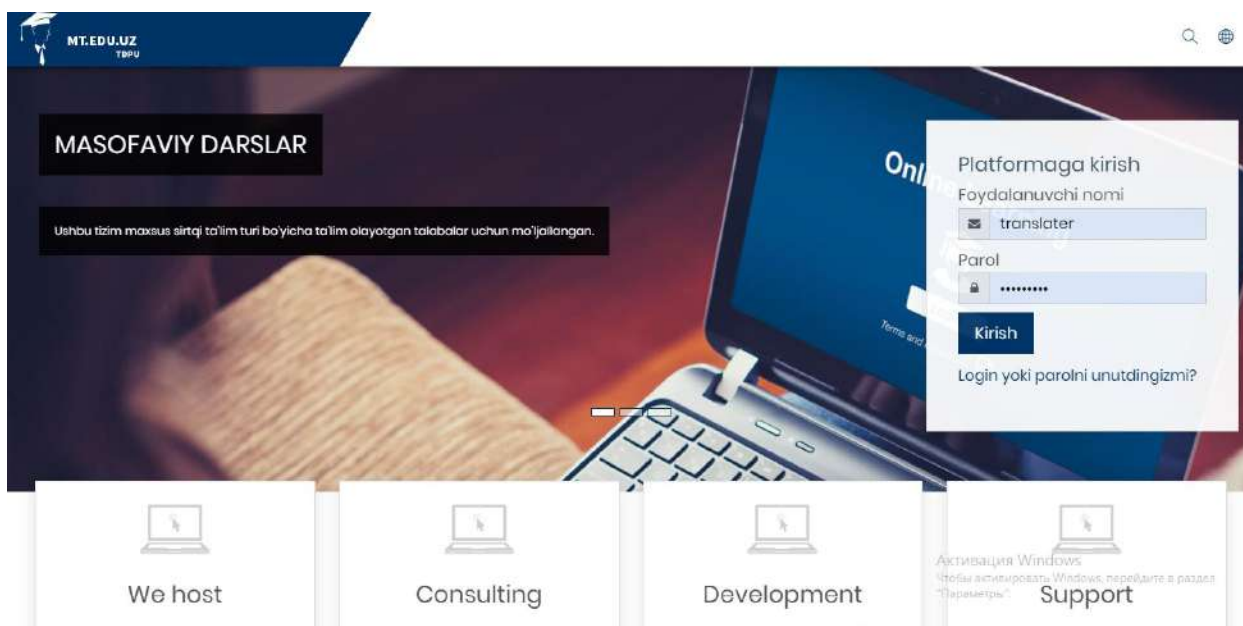 MT.EDU.UZ
TDPU
MASOFAVIY DARSLAR
Ushbu tizim maxsus sirtqi ta'lim turi bo'yicha ta'lim olayotgan talabalar uchun mo'ljallangan.
Platformaga kirish
Foydalanuvchi nomi
translater
Parol
•••••••••
Kirish
Login yoki parolni unutdingizmi?
We host
Consulting
Development
Support
Активация Windows
Чтобы активировать Windows, перейдите в раздел
"Параметры".